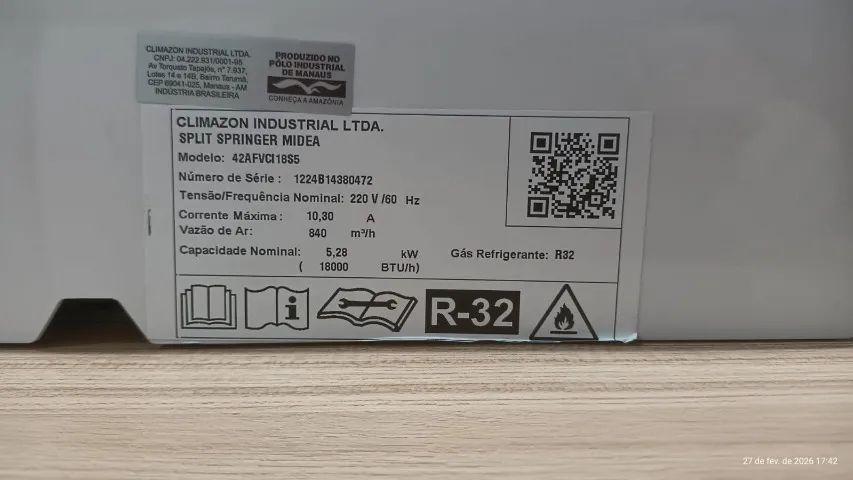 CLIMAZON INDUSTRIAL LTDA.
CNPJ: 04.222.931/0001-95
Av Torquato Tapajós, n° 7.937,
Lotes 14 e 14B, Bairro Tarumã,
CEP 69041-025, Manaus - AM
INDÚSTRIA BRASILEIRA
PRODUZIDO NO
PÓLO INDUSTRIAL
DE MANAUS
CONHEÇA A AMAZÔNIA
CLIMAZON INDUSTRIAL LTDA.
SPLIT SPRINGER MIDEA
Modelo: 42AFVCI18S5
Número de Série : 1224B14380472
Tensão/Frequência Nominal: 220 V /60 Hz
Corrente Máxima : 10,30 A
Vazão de Ar: 840 m³/h
Capacidade Nominal: 5,28 kW
( 18000 BTU/h)
Gás Refrigerante: R32
R-32
27 de fev. de 2026 17:42